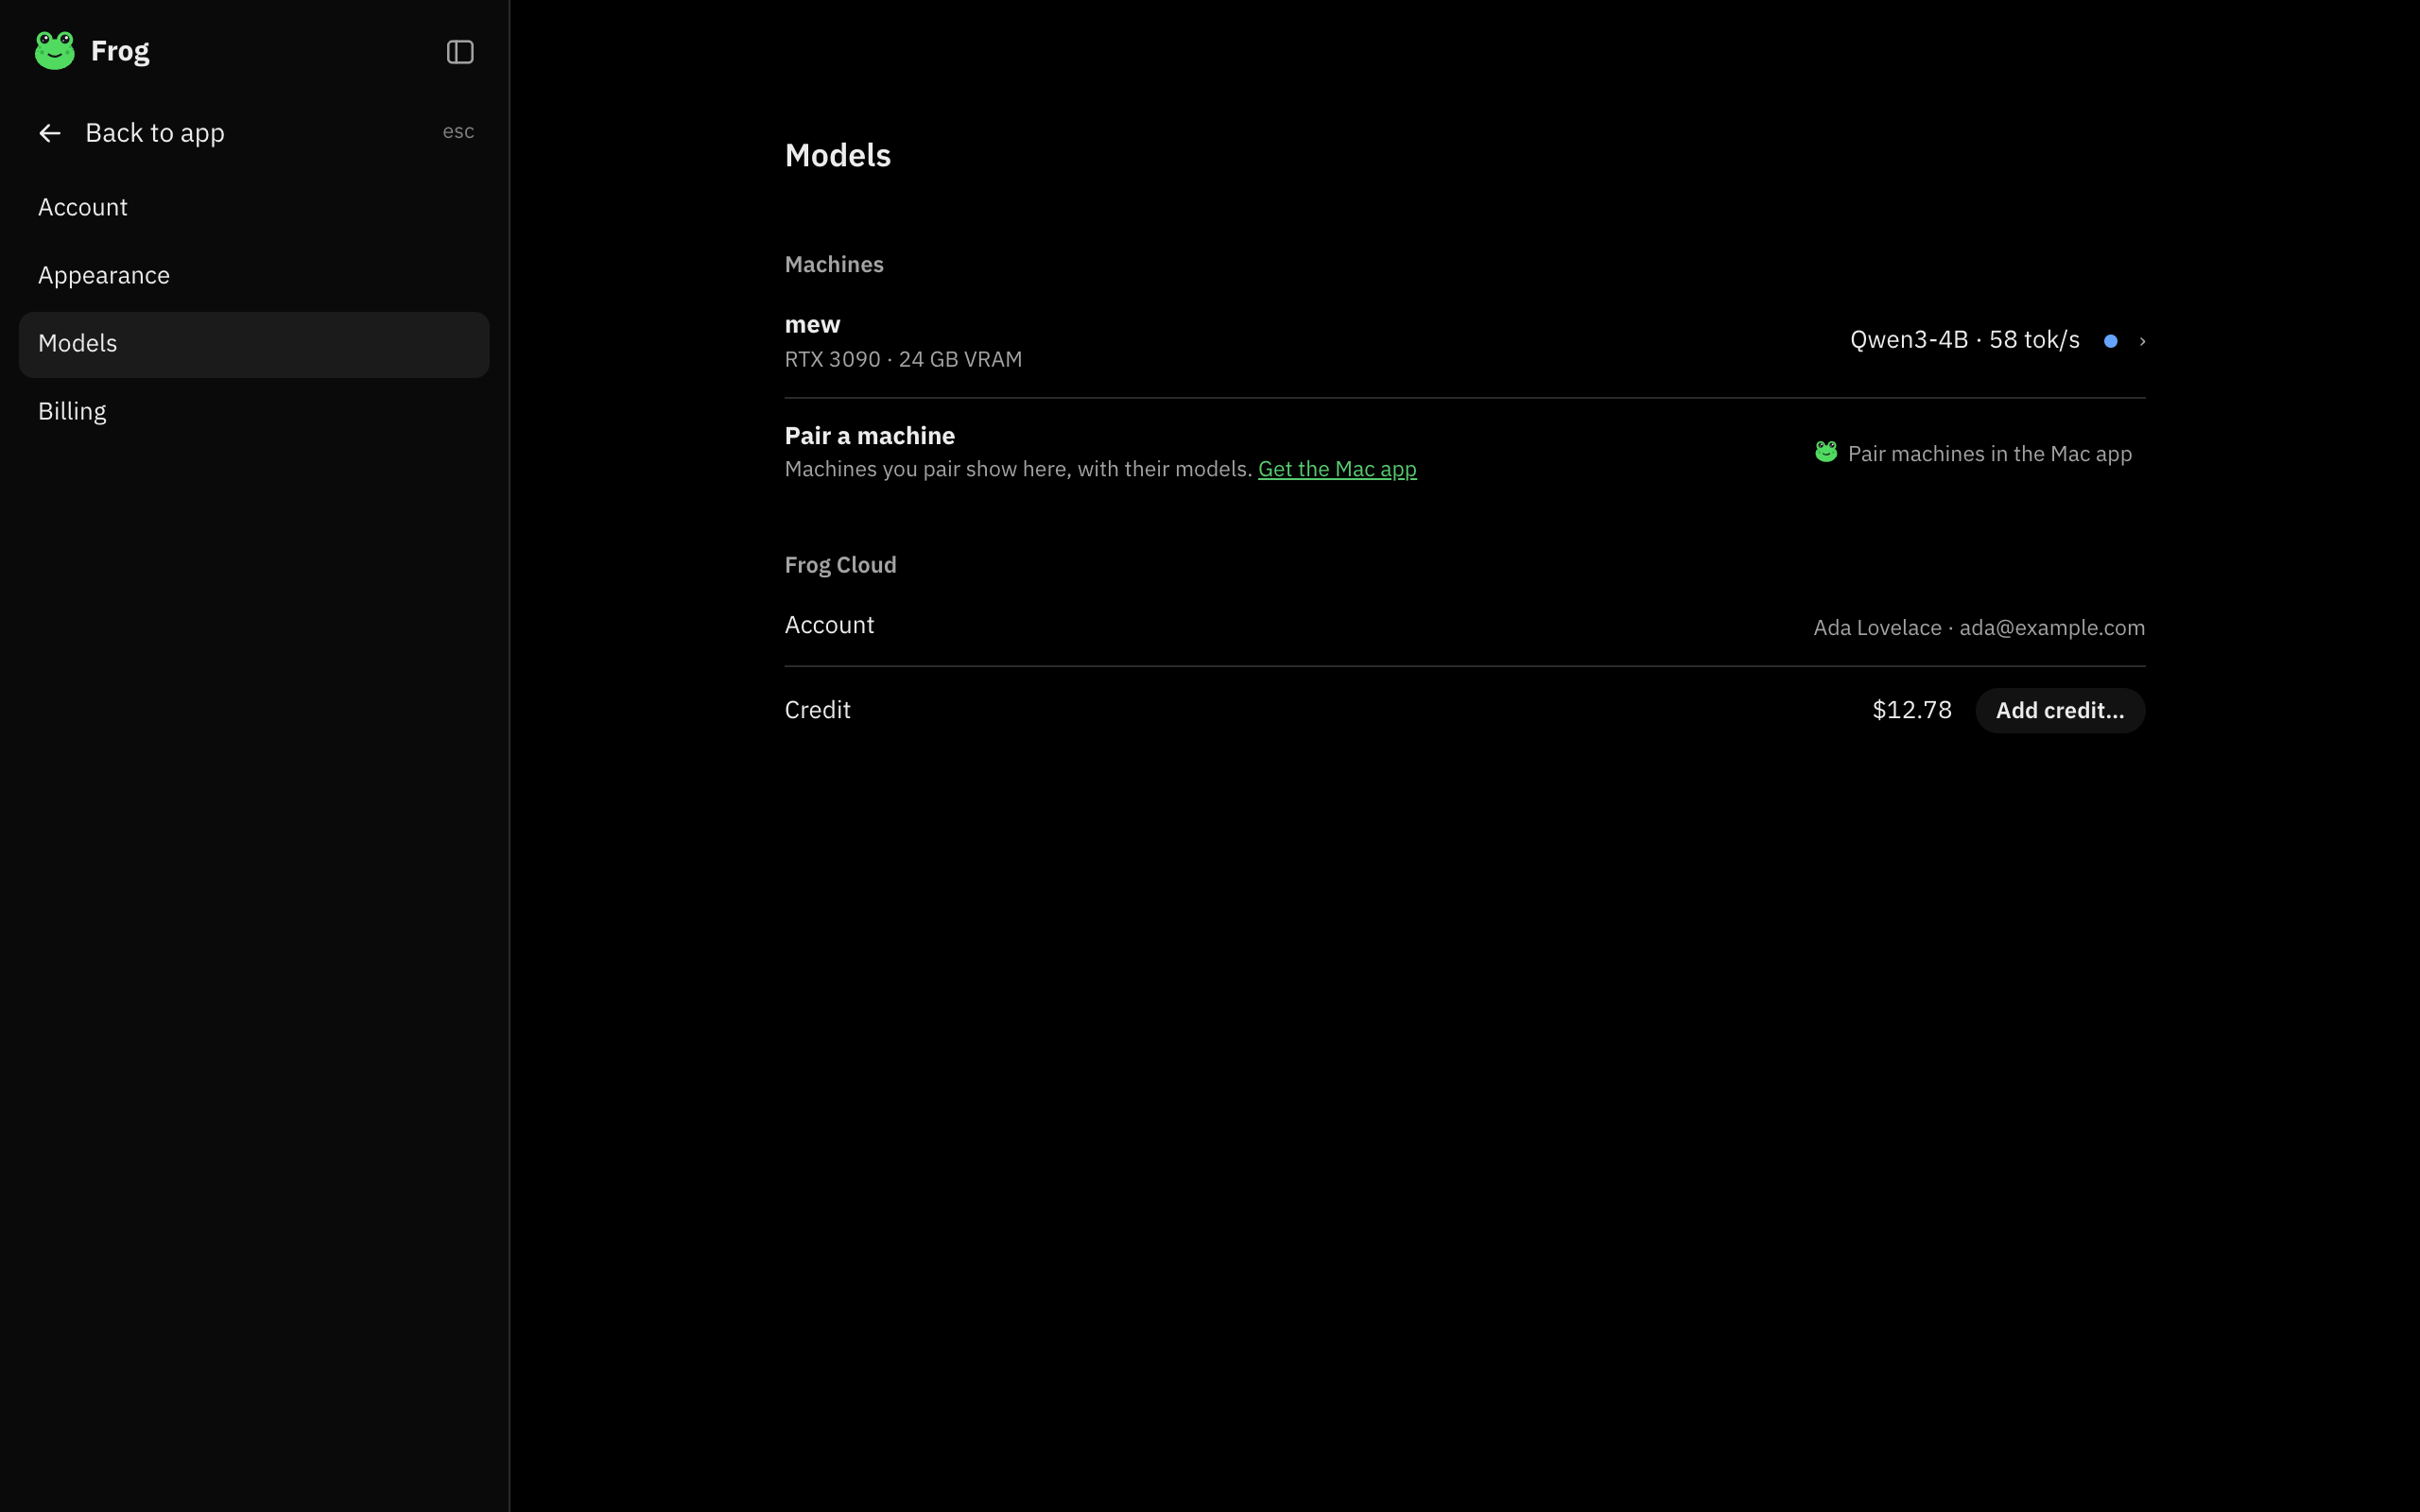 Frog
Back to app esc
Account
Appearance
Models
Billing
Models
Machines
mew
RTX 3090 · 24 GB VRAM
Qwen3-4B · 58 tok/s
Pair a machine
Machines you pair show here, with their models. Get the Mac app
Pair machines in the Mac app
Frog Cloud
Account
Ada Lovelace · ada@example.com
Credit
$12.78
Add credit...